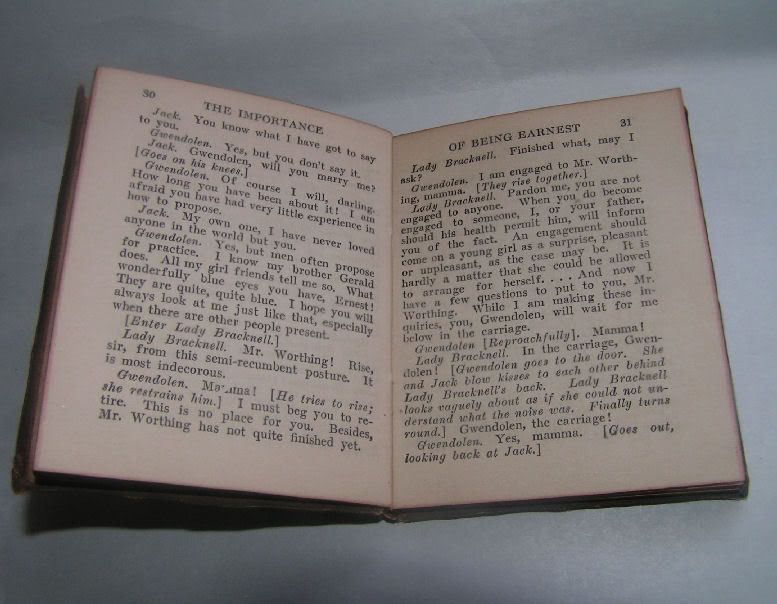 30
THE IMPORTANCE
Jack. You know what I have got to say
to you.
Gwendolen. Yes, but you don't say it.
Jack. Gwendolen, will you marry me?
[Goes on his knees.]
Gwendolen. Of course I will, darling.
How long you have been about it! I am
afraid you have had very little experience in
how to propose.
Jack. My own one, I have never loved
anyone in the world but you.
Gwendolen. Yes, but men often propose
for practice. I know my brother Gerald
does. All my girl friends tell me so. What
wonderfully blue eyes you have, Ernest!
They are quite, quite blue. I hope you will
always look at me just like that, especially
when there are other people present.
[Enter Lady Bracknell.]
Lady Bracknell. Mr. Worthing! Rise,
sir, from this semi-recumbent posture. It
is most indecorous.
Gwendolen. Mamma! [He tries to rise;
she restrains him.] I must beg you to re-
tire. This is no place for you. Besides,
Mr. Worthing has not quite finished yet.
OF BEING EARNEST
31
Lady Bracknell. Finished what, may I
ask?
Gwendolen. I am engaged to Mr. Worth-
ing, mamma. [They rise together.]
Lady Bracknell. Pardon me, you are not
engaged to anyone. When you do become
engaged to someone, I, or your father,
should his health permit him, will inform
you of the fact. An engagement should
come on a young girl as a surprise, pleasant
or unpleasant, as the case may be. It is
hardly a matter that she could be allowed
to arrange for herself. . . . And now I
have a few questions to put to you, Mr.
Worthing. While I am making these in-
quiries, you, Gwendolen, will wait for me
below in the carriage.
Gwendolen [Reproachfully]. Mamma!
Lady Bracknell. In the carriage, Gwen-
dolen! [Gwendolen goes to the door. She
and Jack blow kisses to each other behind
Lady Bracknell's back. Lady Bracknell
looks vaguely about as if she could not un-
derstand what the noise was. Finally turns
round.] Gwendolen, the carriage!
Gwendolen. Yes, mamma. [Goes out,
looking back at Jack.]